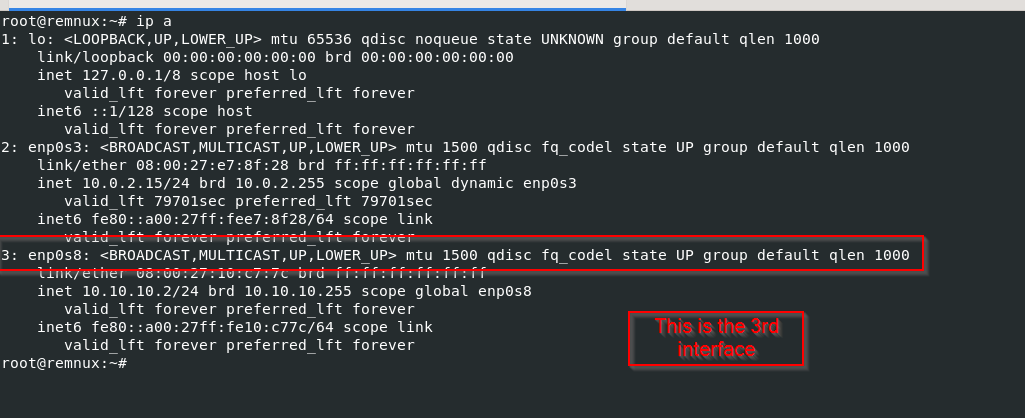 root@remnux:~# ip a
1: lo: <LOOPBACK,UP,LOWER_UP> mtu 65536 qdisc noqueue state UNKNOWN group default qlen 1000
    link/loopback 00:00:00:00:00:00 brd 00:00:00:00:00:00
    inet 127.0.0.1/8 scope host lo
       valid_lft forever preferred_lft forever
    inet6 ::1/128 scope host
       valid_lft forever preferred_lft forever
2: enp0s3: <BROADCAST,MULTICAST,UP,LOWER_UP> mtu 1500 qdisc fq_codel state UP group default qlen 1000
    link/ether 08:00:27:e7:8f:28 brd ff:ff:ff:ff:ff:ff
    inet 10.0.2.15/24 brd 10.0.2.255 scope global dynamic enp0s3
       valid_lft 79701sec preferred_lft 79701sec
    inet6 fe80::a00:27ff:fee7:8f28/64 scope link
       valid_lft forever preferred_lft forever
3: enp0s8: <BROADCAST,MULTICAST,UP,LOWER_UP> mtu 1500 qdisc fq_codel state UP group default qlen 1000
    link/ether 08:00:27:10:c7:7c brd ff:ff:ff:ff:ff:ff
    inet 10.10.10.2/24 brd 10.10.10.255 scope global enp0s8
       valid_lft forever preferred_lft forever
    inet6 fe80::a00:27ff:fe10:c77c/64 scope link
       valid_lft forever preferred_lft forever
root@remnux:~#
This is the 3rd
interface